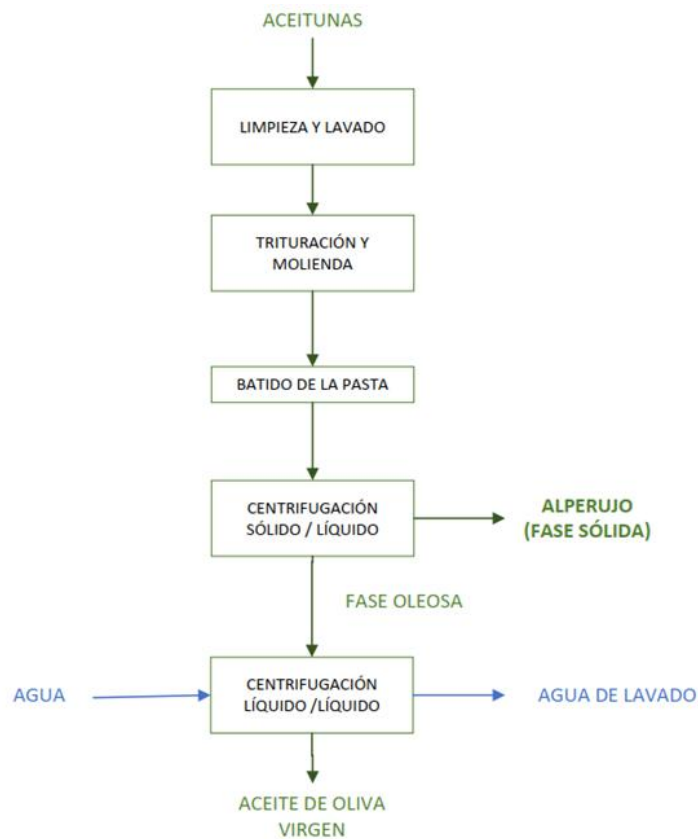 ACEITUNAS
LIMPIEZA Y LAVADO
TRITURACIÓN Y
MOLIENDA
BATIDO DE LA PASTA
CENTRIFUGACIÓN
SÓLIDO / LÍQUIDO
ALPERUJO
(FASE SÓLIDA)
FASE OLEOSA
AGUA
CENTRIFUGACIÓN
LÍQUIDO /LÍQUIDO
AGUA DE LAVADO
ACEITE DE OLIVA
VIRGEN